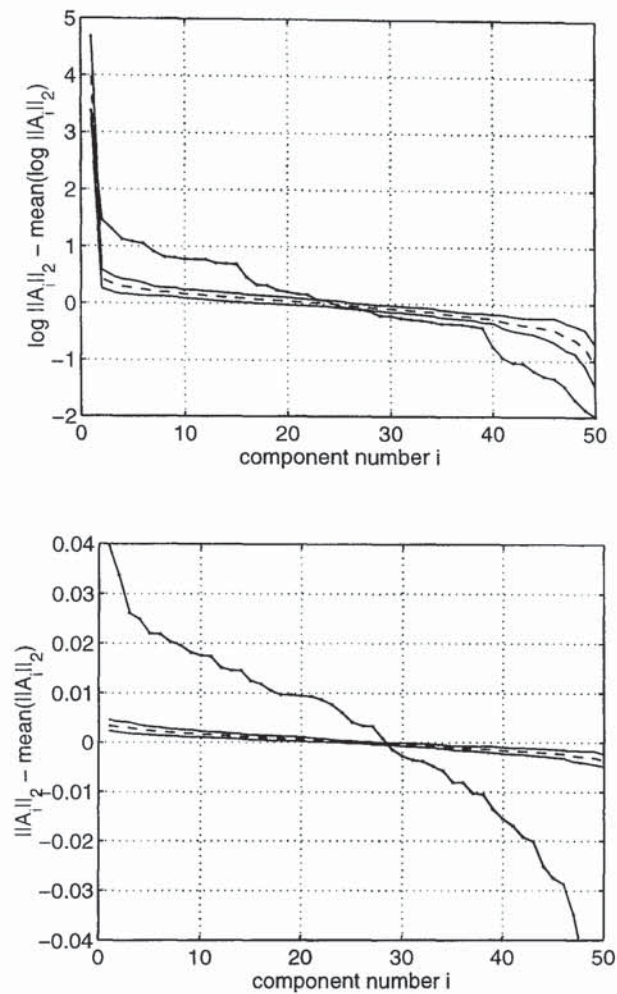 5
4
3
2
1
0
−1
−2
log ||A_i||_2 − mean(log ||A_i||_2)
0 10 20 30 40 50
component number i
0.04
0.03
0.02
0.01
0
−0.01
−0.02
−0.03
−0.04
||A_i||_2 − mean(||A_i||_2)
0 10 20 30 40 50
component number i